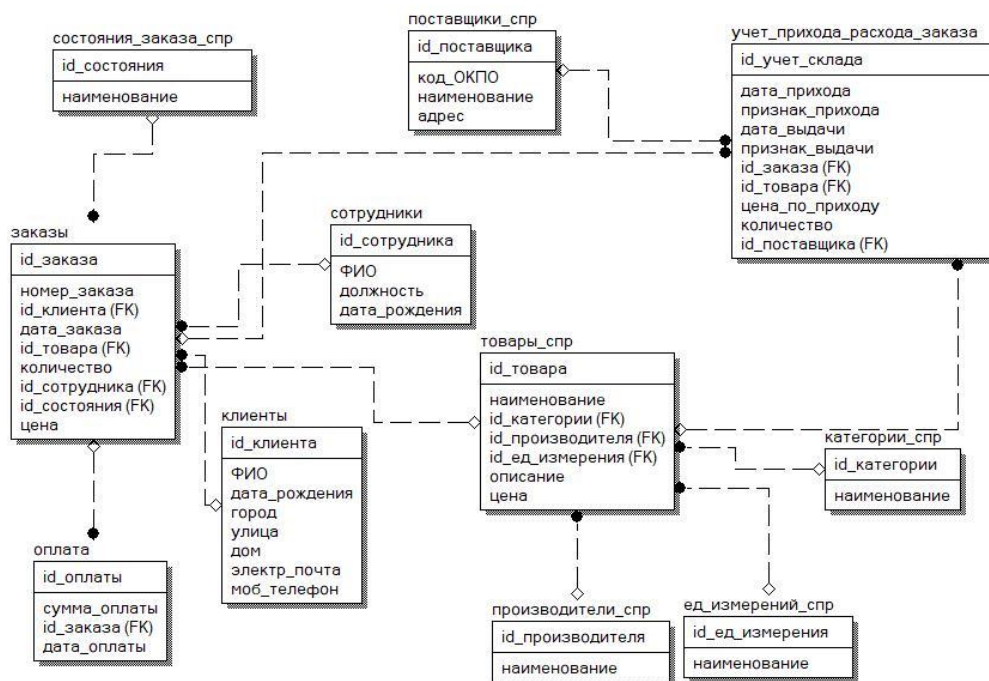 состояния_заказа_спр
id_состояния
наименование
поставщики_спр
id_поставщика
код_ОКПО
наименование
адрес
учет_прихода_расхода_заказа
id_учет_склада
дата_прихода
признак_прихода
дата_выдачи
признак_выдачи
id_заказа (FK)
id_товара (FK)
цена_по_приходу
количество
id_поставщика (FK)
заказы
id_заказа
номер_заказа
id_клиента (FK)
дата_заказа
id_товара (FK)
количество
id_сотрудника (FK)
id_состояния (FK)
цена
сотрудники
id_сотрудника
ФИО
должность
дата_рождения
товары_спр
id_товара
наименование
id_категории (FK)
id_производителя (FK)
id_ед_измерения (FK)
описание
цена
клиенты
id_клиента
ФИО
дата_рождения
город
улица
дом
электр_почта
моб_телефон
категории_спр
id_категории
наименование
оплата
id_оплаты
сумма_оплаты
id_заказа (FK)
дата_оплаты
производители_спр
id_производителя
наименование
ед_измерений_спр
id_ед_измерения
наименование